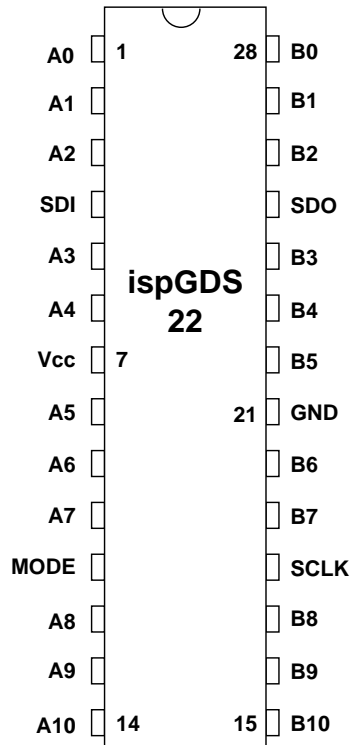 A0 1 28 B0
A1 B1
A2 B2
SDI SDO
A3 B3
ispGDS
A4 B4
22
Vcc 7 B5
A5 21 GND
A6 B6
A7 B7
MODE SCLK
A8 B8
A9 B9
A10 14 15 B10